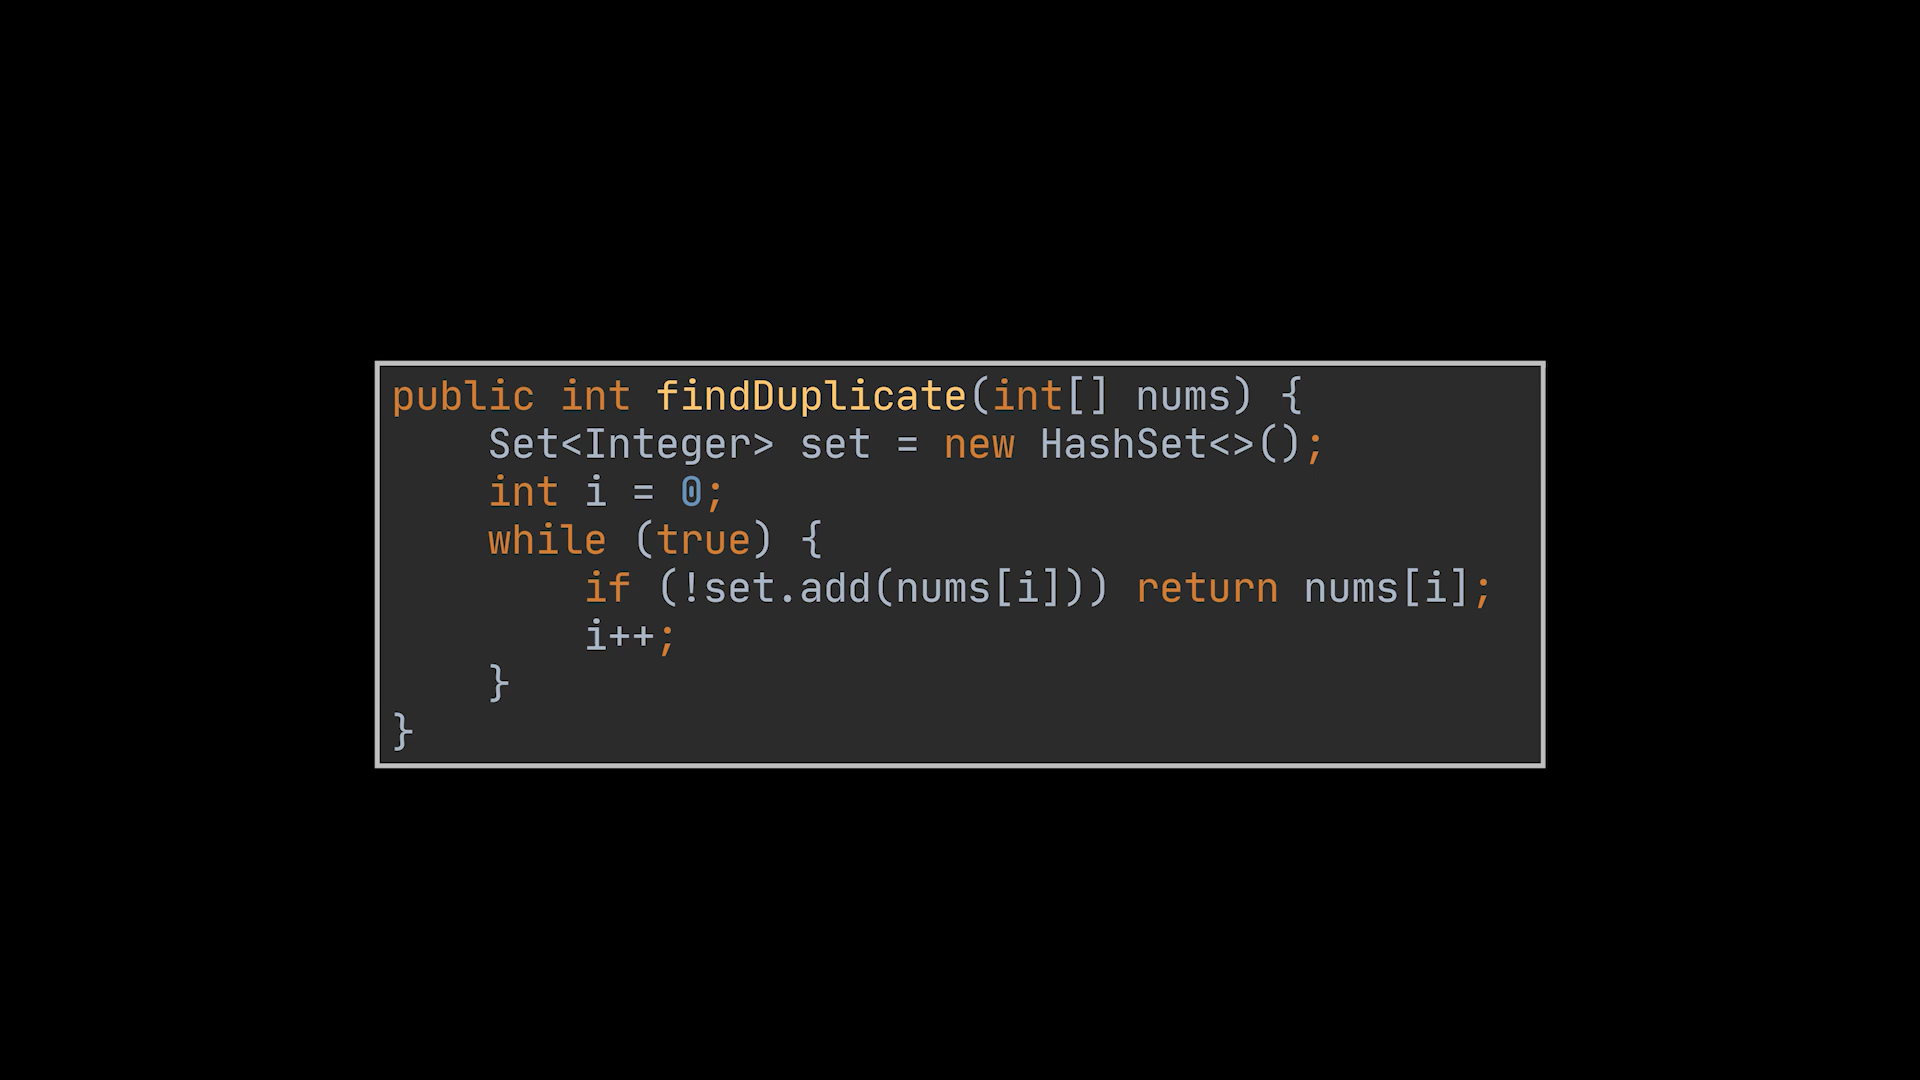 public int findDuplicate(int[] nums) {
    Set<Integer> set = new HashSet<>();
    int i = 0;
    while (true) {
        if (!set.add(nums[i])) return nums[i];
        i++;
    }
}